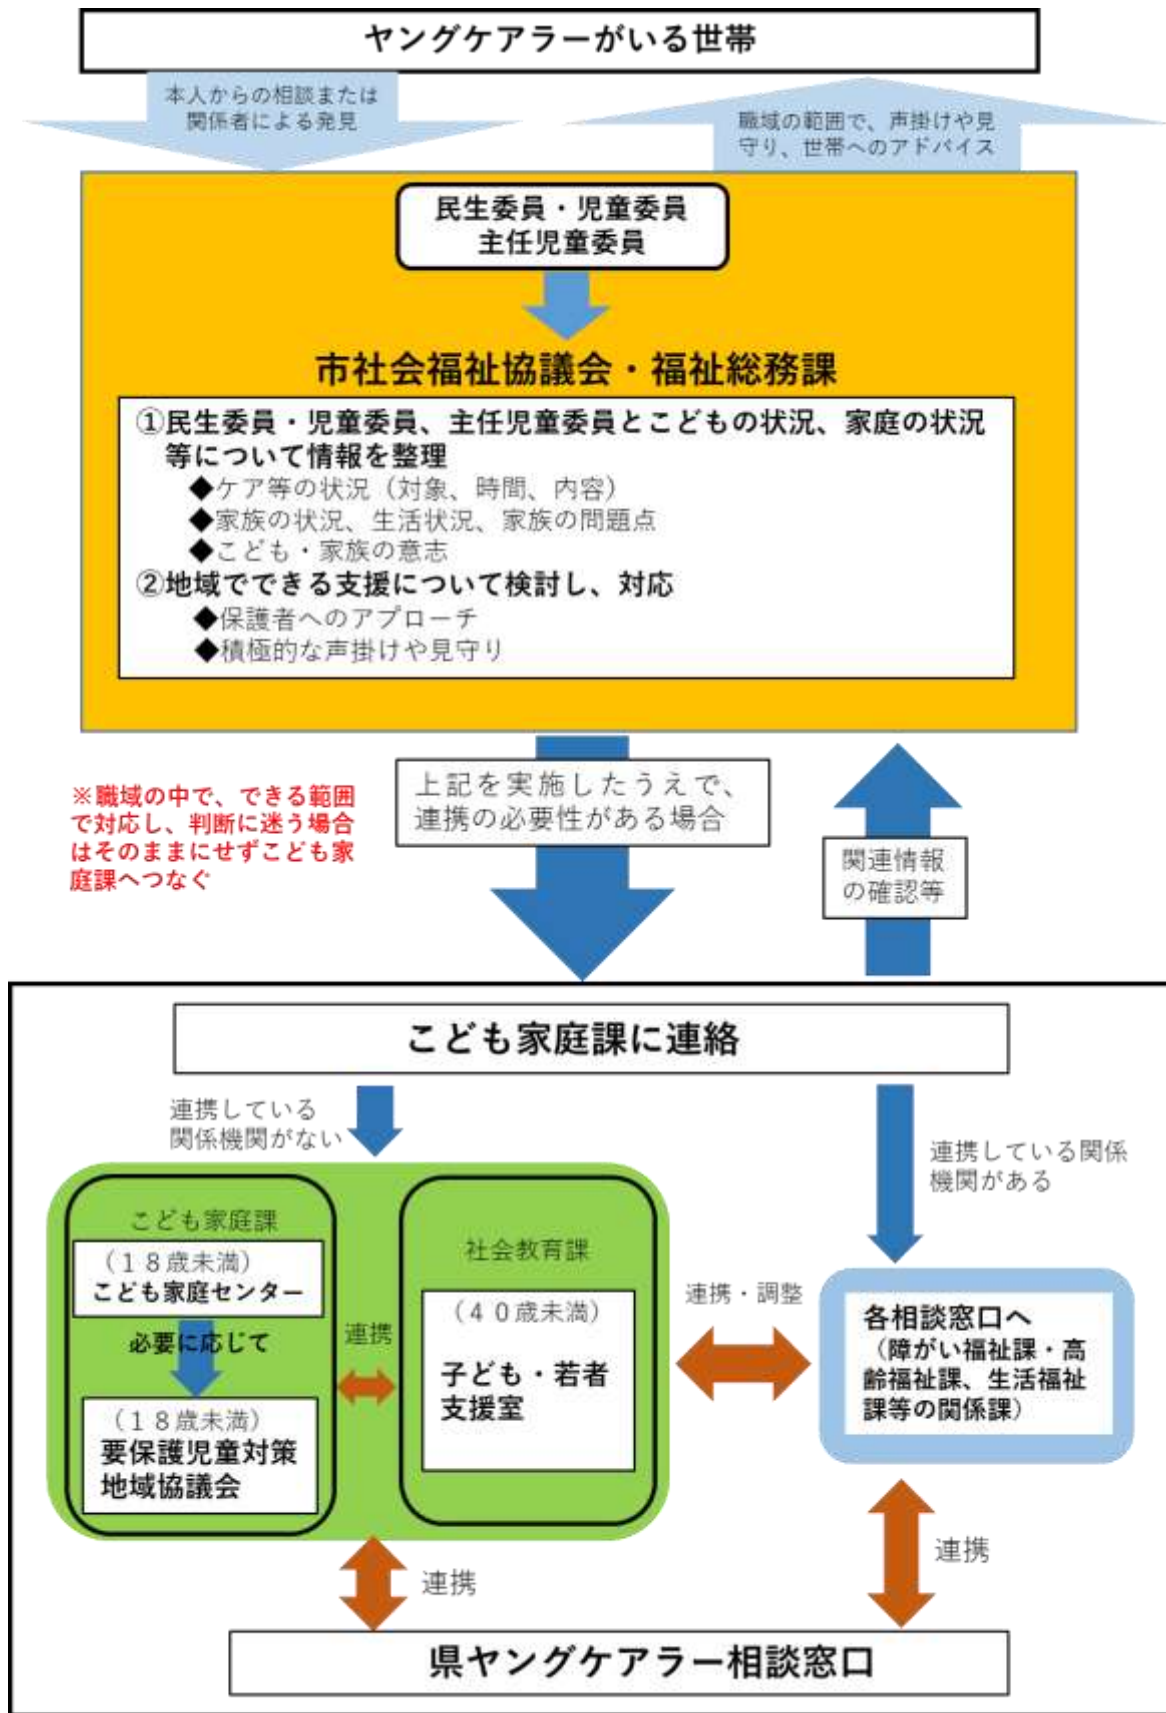 ヤングケアラーがいる世帯
本人からの相談または
関係者による発見
職域の範囲で、声掛けや見
守り、世帯へのアドバイス
民生委員・児童委員
主任児童委員
市社会福祉協議会・福祉総務課
①民生委員・児童委員、主任児童委員とこどもの状況、家庭の状況
等について情報を整理
◆ケア等の状況（対象、時間、内容）
◆家族の状況、生活状況、家族の問題点
◆こども・家族の意志
②地域でできる支援について検討し、対応
◆保護者へのアプローチ
◆積極的な声掛けや見守り
※職域の中で、できる範囲
で対応し、判断に迷う場合
はそのままにせずこども家
庭課へつなぐ
上記を実施したうえで、
連携の必要性がある場合
関連情報
の確認等
こども家庭課に連絡
連携している
関係機関がない
連携している関係
機関がある
こども家庭課
（１８歳未満）
こども家庭センター
必要に応じて
（１８歳未満）
要保護児童対策
地域協議会
連携
社会教育課
（４０歳未満）
子ども・若者
支援室
連携・調整
各相談窓口へ
（障がい福祉課・高
齢福祉課、生活福祉
課等の関係課）
連携
連携
県ヤングケアラー相談窓口